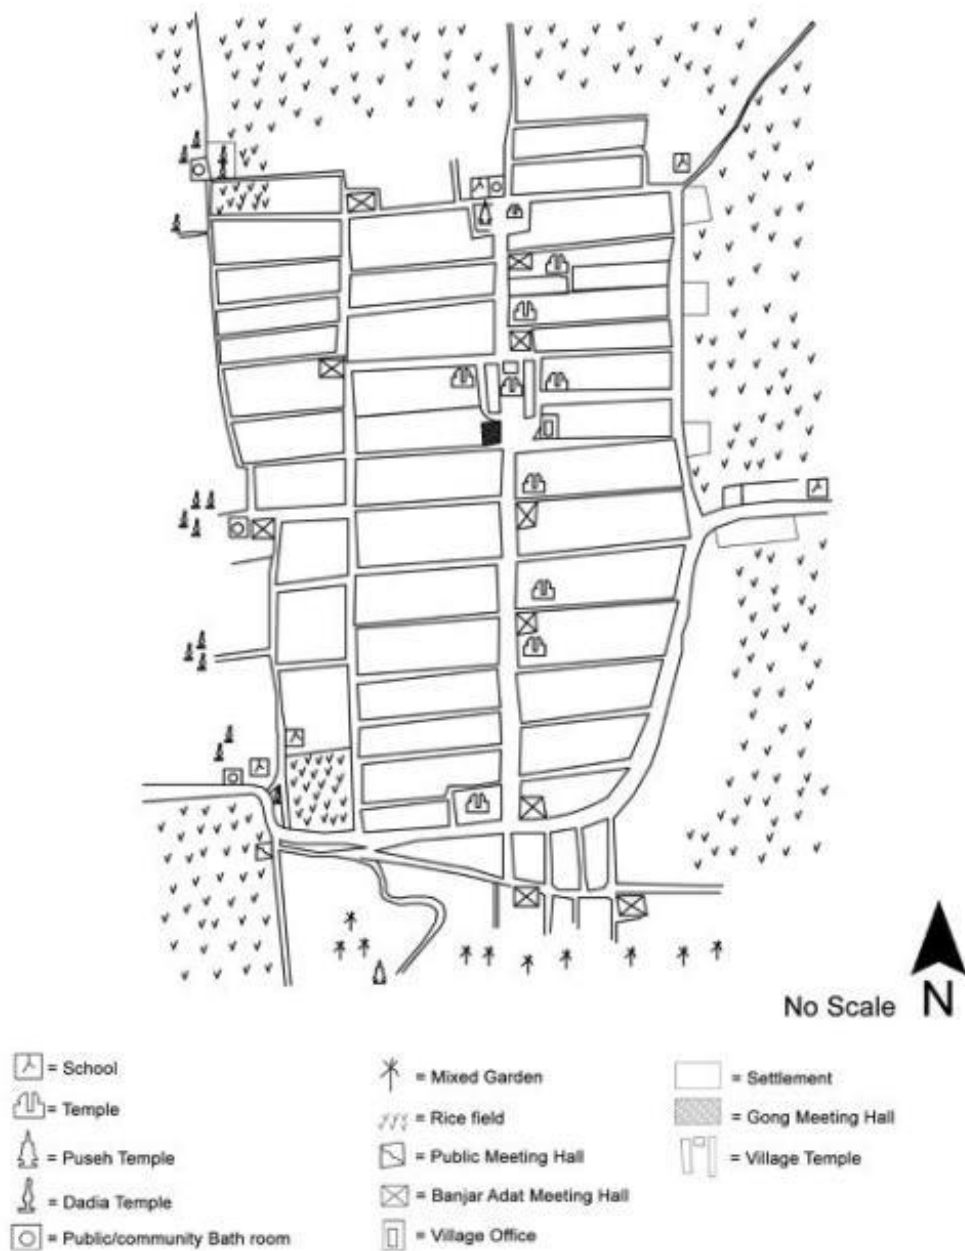 No Scale N
= School
= Temple
= Puseh Temple
= Dadia Temple
= Public/community Bath room
= Mixed Garden
= Rice field
= Public Meeting Hall
= Banjar Adat Meeting Hall
= Village Office
= Settlement
= Gong Meeting Hall
= Village Temple